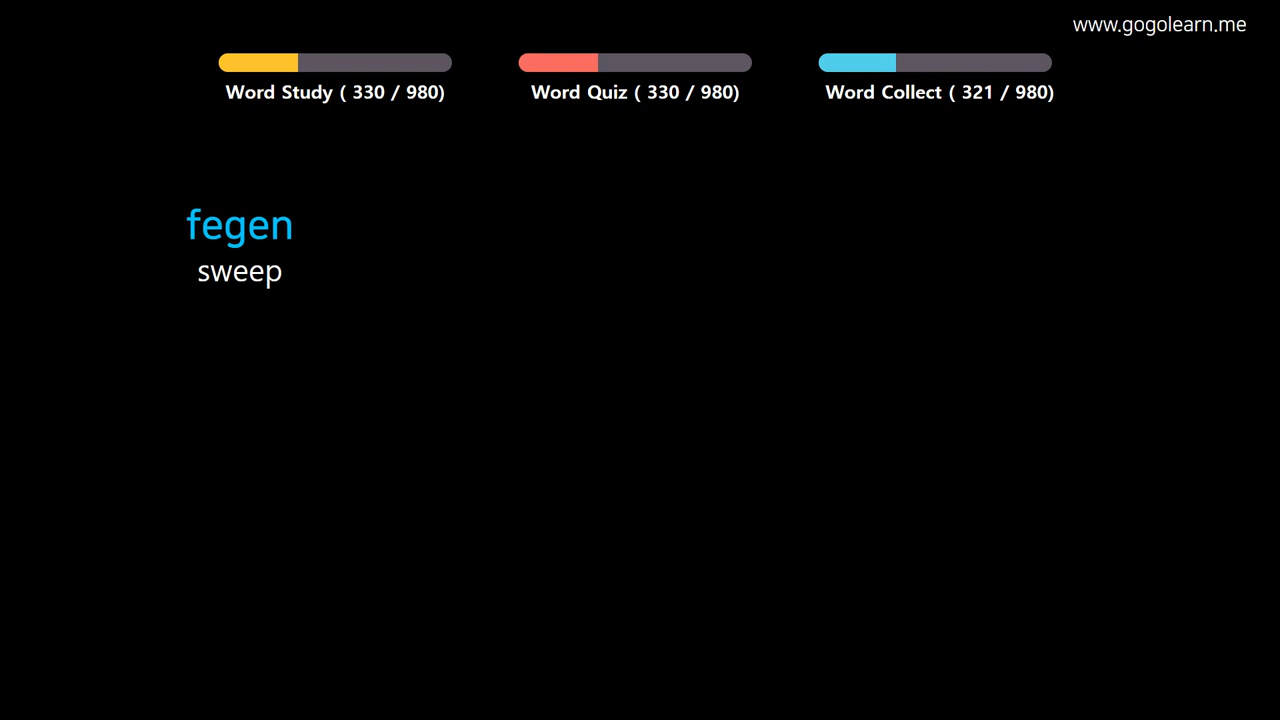 www.gogolearn.me
Word Study ( 330 / 980)
Word Quiz ( 330 / 980)
Word Collect ( 321 / 980)
fegen
sweep